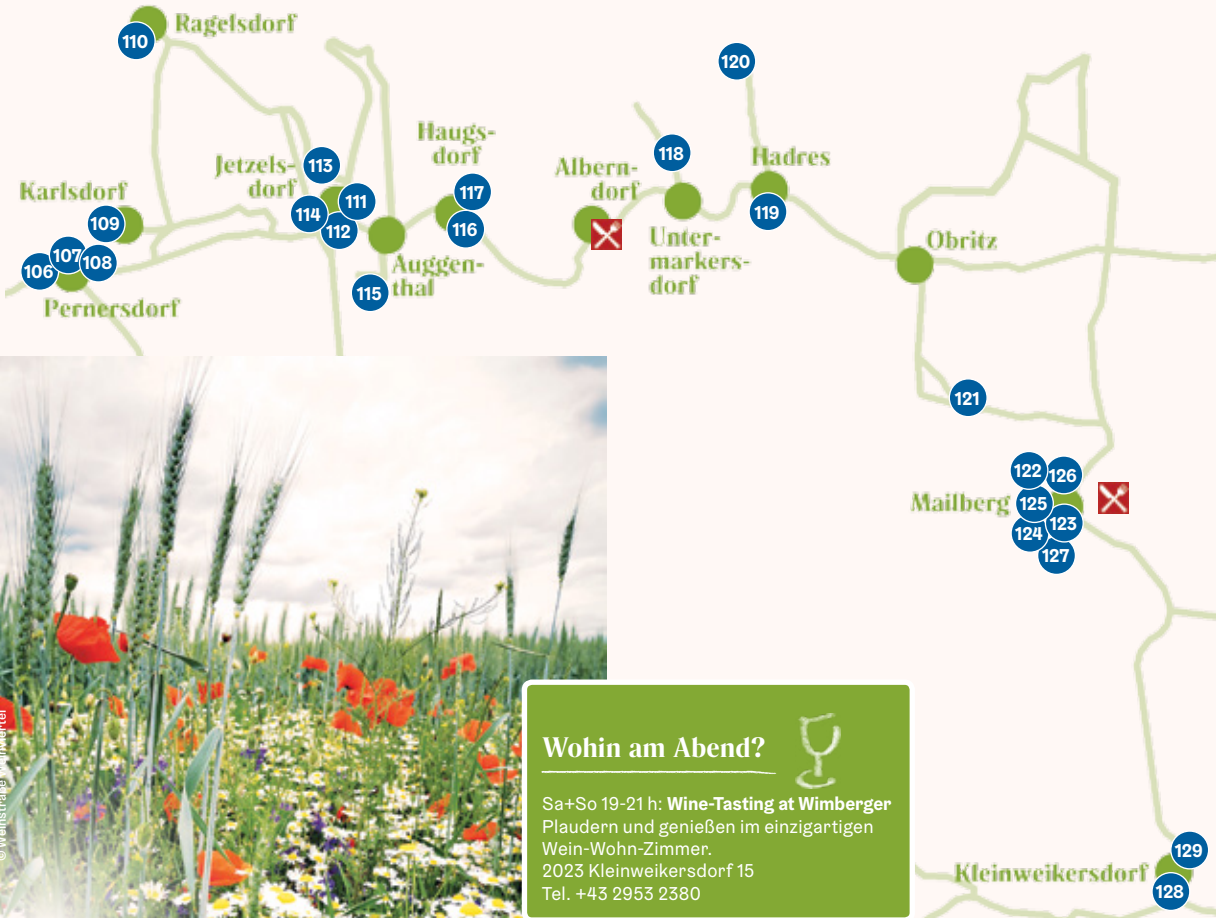 110
Ragelsdorf
120
Haugs-
dorf
Jetzels-
dorf
113
118
Hadres
Albern-
dorf
Karlsdorf
109
114
111
112
117
116
119
Unter-
markers-
dorf
Obritz
106
107
108
Pernersdorf
Auggen-
thal
115
121
122
126
Mailberg
125
123
124
127
© Weinstraße Weinviertel
Wohin am Abend?
Sa+So 19-21 h: Wine-Tasting at Wimberger
Plaudern und genießen im einzigartigen
Wein-Wohn-Zimmer.
2023 Kleinweikersdorf 15
Tel. +43 2953 2380
129
Kleinweikersdorf
128